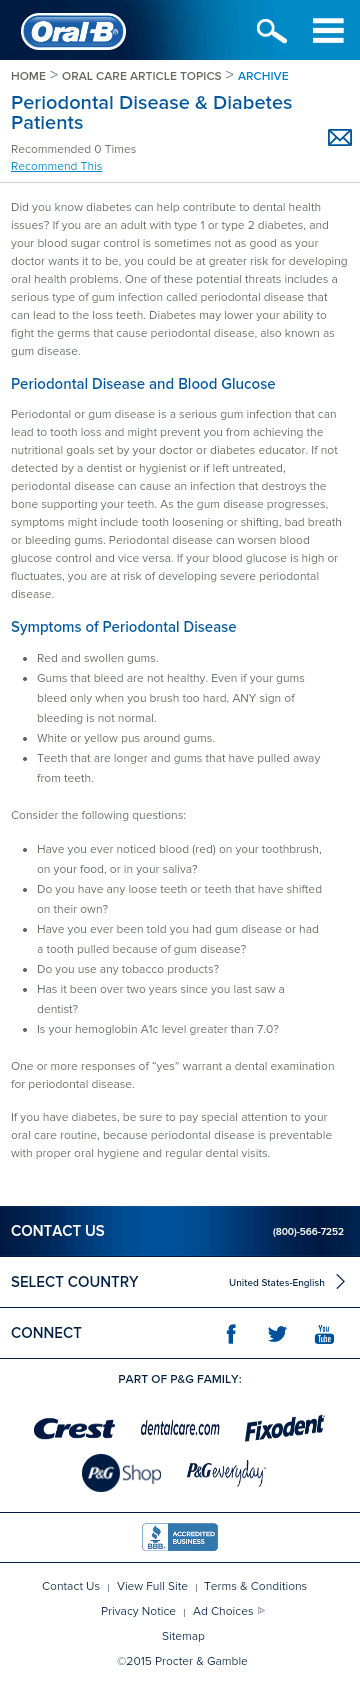 Oral-B
HOME > ORAL CARE ARTICLE TOPICS > ARCHIVE
Periodontal Disease & Diabetes
Patients
Recommended 0 Times
Recommend This
Did you know diabetes can help contribute to dental health
issues? If you are an adult with type 1 or type 2 diabetes, and
your blood sugar control is sometimes not as good as your
doctor wants it to be, you could be at greater risk for developing
oral health problems. One of these potential threats includes a
serious type of gum infection called periodontal disease that
can lead to the loss teeth. Diabetes may lower your ability to
fight the germs that cause periodontal disease, also known as
gum disease.
Periodontal Disease and Blood Glucose
Periodontal or gum disease is a serious gum infection that can
lead to tooth loss and might prevent you from achieving the
nutritional goals set by your doctor or diabetes educator. If not
detected by a dentist or hygienist or if left untreated,
periodontal disease can cause an infection that destroys the
bone supporting your teeth. As the gum disease progresses,
symptoms might include tooth loosening or shifting, bad breath
or bleeding gums. Periodontal disease can worsen blood
glucose control and vice versa. If your blood glucose is high or
fluctuates, you are at risk of developing severe periodontal
disease.
Symptoms of Periodontal Disease
• Red and swollen gums.
• Gums that bleed are not healthy. Even if your gums
bleed only when you brush too hard, ANY sign of
bleeding is not normal.
• White or yellow pus around gums.
• Teeth that are longer and gums that have pulled away
from teeth.
Consider the following questions:
• Have you ever noticed blood (red) on your toothbrush,
on your food, or in your saliva?
• Do you have any loose teeth or teeth that have shifted
on their own?
• Have you ever been told you had gum disease or had
a tooth pulled because of gum disease?
• Do you use any tobacco products?
• Has it been over two years since you last saw a
dentist?
• Is your hemoglobin A1c level greater than 7.0?
One or more responses of “yes” warrant a dental examination
for periodontal disease.
If you have diabetes, be sure to pay special attention to your
oral care routine, because periodontal disease is preventable
with proper oral hygiene and regular dental visits.
CONTACT US (800)-566-7252
SELECT COUNTRY United States-English
CONNECT f You Tube
PART OF P&G FAMILY:
Crest dentalcare.com Fixodent
P&G Shop P&G everyday
BBB ACCREDITED BUSINESS
Contact Us | View Full Site | Terms & Conditions
Privacy Notice | Ad Choices
Sitemap
©2015 Procter & Gamble